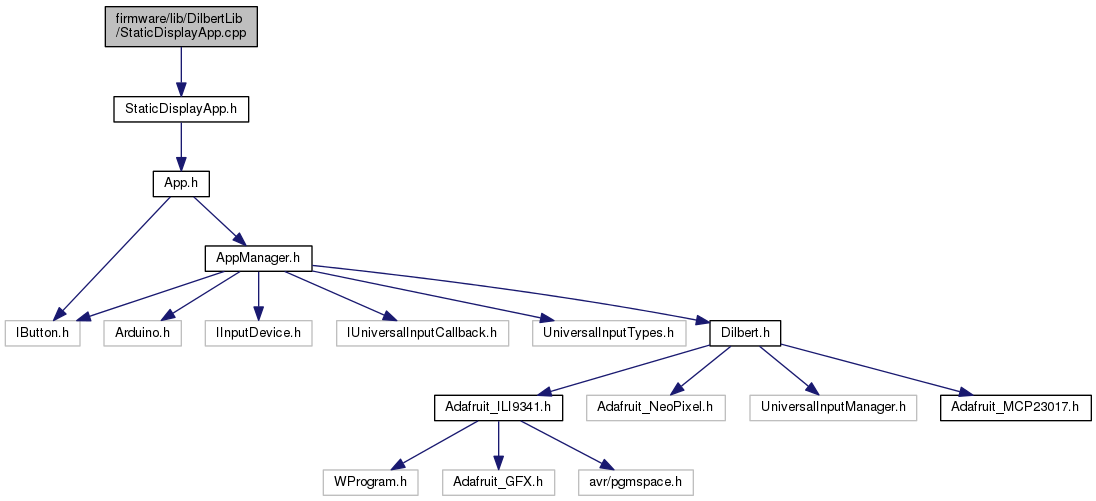 firmware/lib/DilbertLib
/StaticDisplayApp.cpp
StaticDisplayApp.h
App.h
AppManager.h
IButton.h
Arduino.h
IInputDevice.h
IUniversalInputCallback.h
UniversalInputTypes.h
Dilbert.h
Adafruit_ILI9341.h
Adafruit_NeoPixel.h
UniversalInputManager.h
Adafruit_MCP23017.h
WProgram.h
Adafruit_GFX.h
avr/pgmspace.h